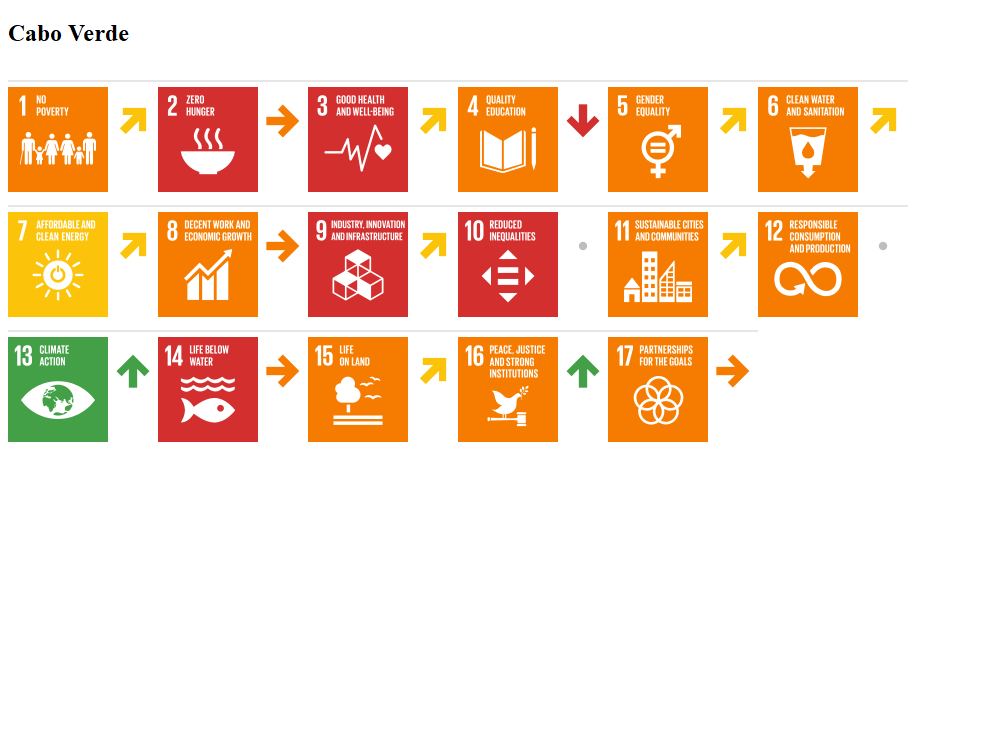 Cabo Verde
1 NO
POVERTY
2 ZERO
HUNGER
3 GOOD HEALTH
AND WELL-BEING
4 QUALITY
EDUCATION
5 GENDER
EQUALITY
6 CLEAN WATER
AND SANITATION
7 AFFORDABLE AND
CLEAN ENERGY
8 DECENT WORK AND
ECONOMIC GROWTH
9 INDUSTRY, INNOVATION
AND INFRASTRUCTURE
10 REDUCED
INEQUALITIES
11 SUSTAINABLE CITIES
AND COMMUNITIES
12 RESPONSIBLE
CONSUMPTION
AND PRODUCTION
13 CLIMATE
ACTION
14 LIFE BELOW
WATER
15 LIFE
ON LAND
16 PEACE, JUSTICE
AND STRONG
INSTITUTIONS
17 PARTNERSHIPS
FOR THE GOALS